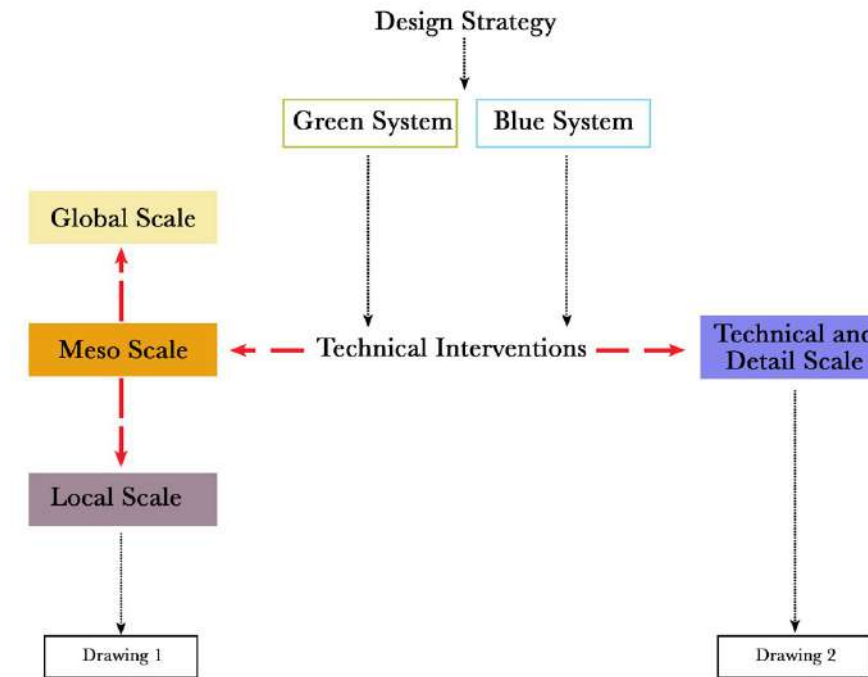 Design Strategy
Green System
Blue System
Global Scale
Meso Scale
Technical Interventions
Technical and
Detail Scale
Local Scale
Drawing 1
Drawing 2